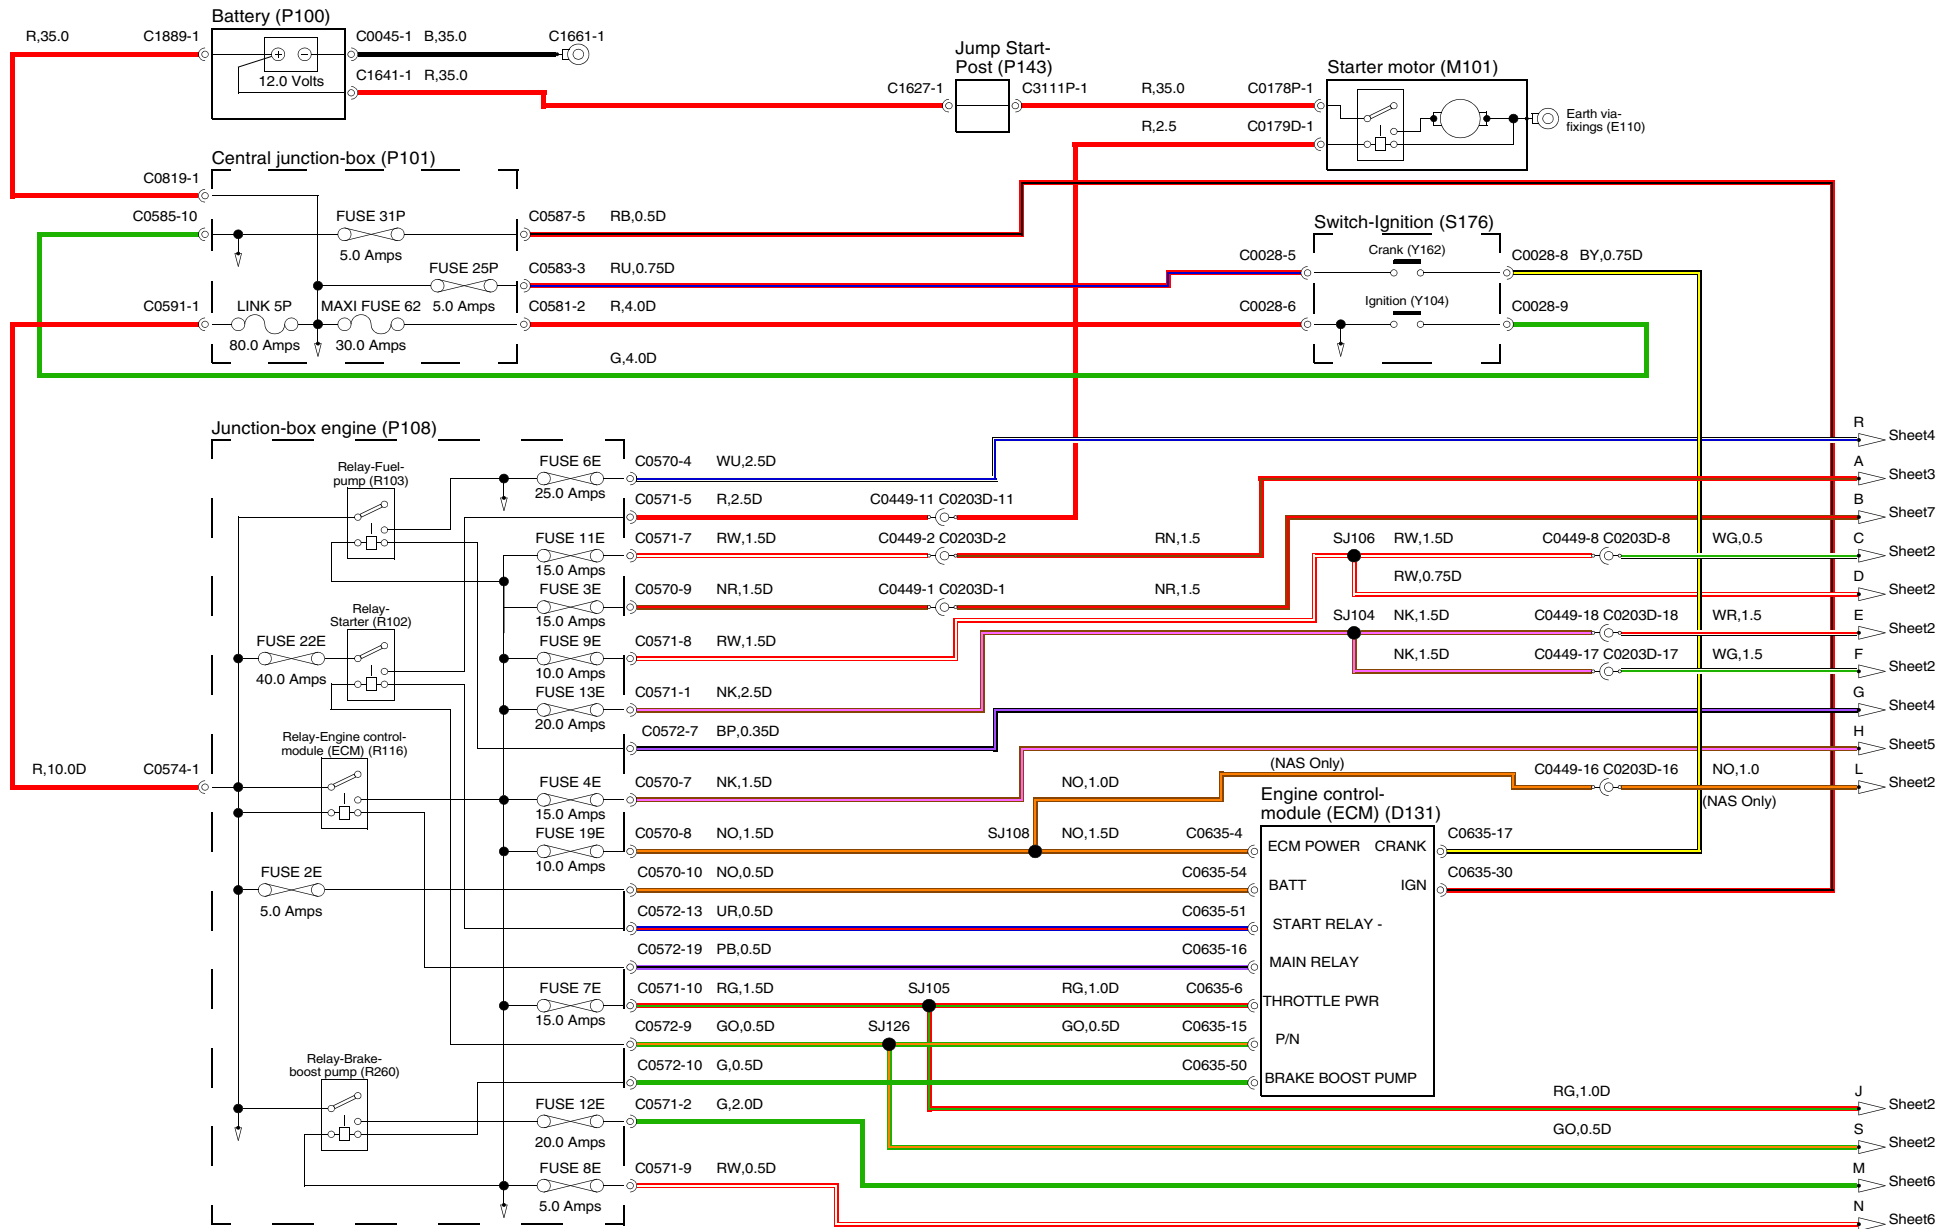 Battery (P100)
R,35.0
C1889-1
C0045-1
B,35.0
C1661-1
12.0 Volts
C1641-1
R,35.0
Jump Start-
Post (P143)
C1627-1
C3111P-1
R,35.0
C0178P-1
Starter motor (M101)
R,2.5
C0179D-1
Earth via-
fixings (E110)
Central junction-box (P101)
C0819-1
C0585-10
FUSE 31P
5.0 Amps
C0587-5
RB,0.5D
FUSE 25P
5.0 Amps
C0583-3
RU,0.75D
C0591-1
LINK 5P
80.0 Amps
MAXI FUSE 62
30.0 Amps
C0581-2
R,4.0D
G,4.0D
Switch-Ignition (S176)
C0028-5
Crank (Y162)
C0028-8
BY,0.75D
C0028-6
Ignition (Y104)
C0028-9
Junction-box engine (P108)
R
Sheet4
Relay-Fuel-
pump (R103)
FUSE 6E
25.0 Amps
C0570-4
WU,2.5D
A
Sheet3
C0571-5
R,2.5D
C0449-11 C0203D-11
B
Sheet7
FUSE 11E
15.0 Amps
C0571-7
RW,1.5D
C0449-2 C0203D-2
RN,1.5
SJ106
RW,1.5D
C0449-8 C0203D-8
WG,0.5
C
Sheet2
RW,0.75D
D
Sheet2
FUSE 3E
15.0 Amps
C0570-9
NR,1.5D
C0449-1 C0203D-1
NR,1.5
Relay-
Starter (R102)
FUSE 22E
40.0 Amps
FUSE 9E
10.0 Amps
C0571-8
RW,1.5D
SJ104
NK,1.5D
C0449-18 C0203D-18
WR,1.5
E
Sheet2
NK,1.5D
C0449-17 C0203D-17
WG,1.5
F
Sheet2
FUSE 13E
20.0 Amps
C0571-1
NK,2.5D
G
Sheet4
C0572-7
BP,0.35D
H
Sheet5
Relay-Engine control-
module (ECM) (R116)
R,10.0D
C0574-1
FUSE 4E
15.0 Amps
C0570-7
NK,1.5D
NO,1.0D
(NAS Only)
C0449-16 C0203D-16
NO,1.0
(NAS Only)
L
Sheet2
Engine control-
module (ECM) (D131)
FUSE 19E
10.0 Amps
C0570-8
NO,1.5D
SJ108
NO,1.5D
C0635-4
ECM POWER
CRANK
C0635-17
FUSE 2E
5.0 Amps
C0570-10
NO,0.5D
C0635-54
BATT
IGN
C0635-30
C0572-13
UR,0.5D
C0635-51
START RELAY -
C0572-19
PB,0.5D
C0635-16
MAIN RELAY
FUSE 7E
15.0 Amps
C0571-10
RG,1.5D
SJ105
RG,1.0D
C0635-6
THROTTLE PWR
C0572-9
GO,0.5D
SJ126
GO,0.5D
C0635-15
P/N
C0572-10
G,0.5D
C0635-50
BRAKE BOOST PUMP
Relay-Brake-
boost pump (R260)
FUSE 12E
20.0 Amps
C0571-2
G,2.0D
RG,1.0D
J
Sheet2
GO,0.5D
S
Sheet2
FUSE 8E
5.0 Amps
C0571-9
RW,0.5D
M
Sheet6
N
Sheet6